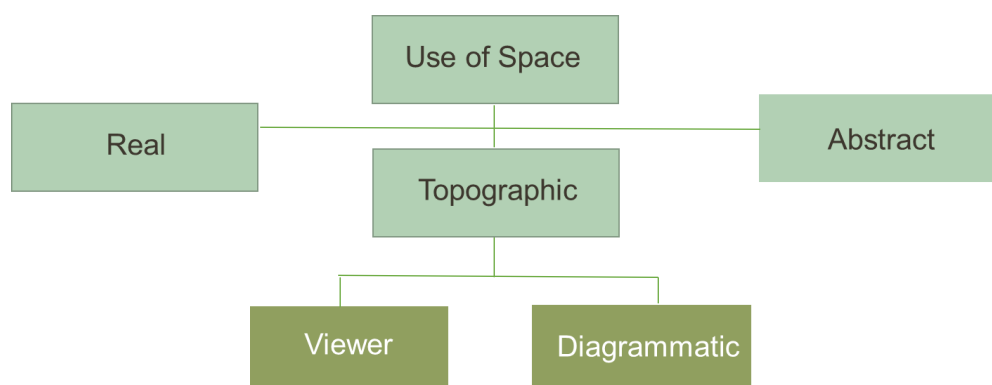 Use of Space
Real
Abstract
Topographic
Viewer
Diagrammatic